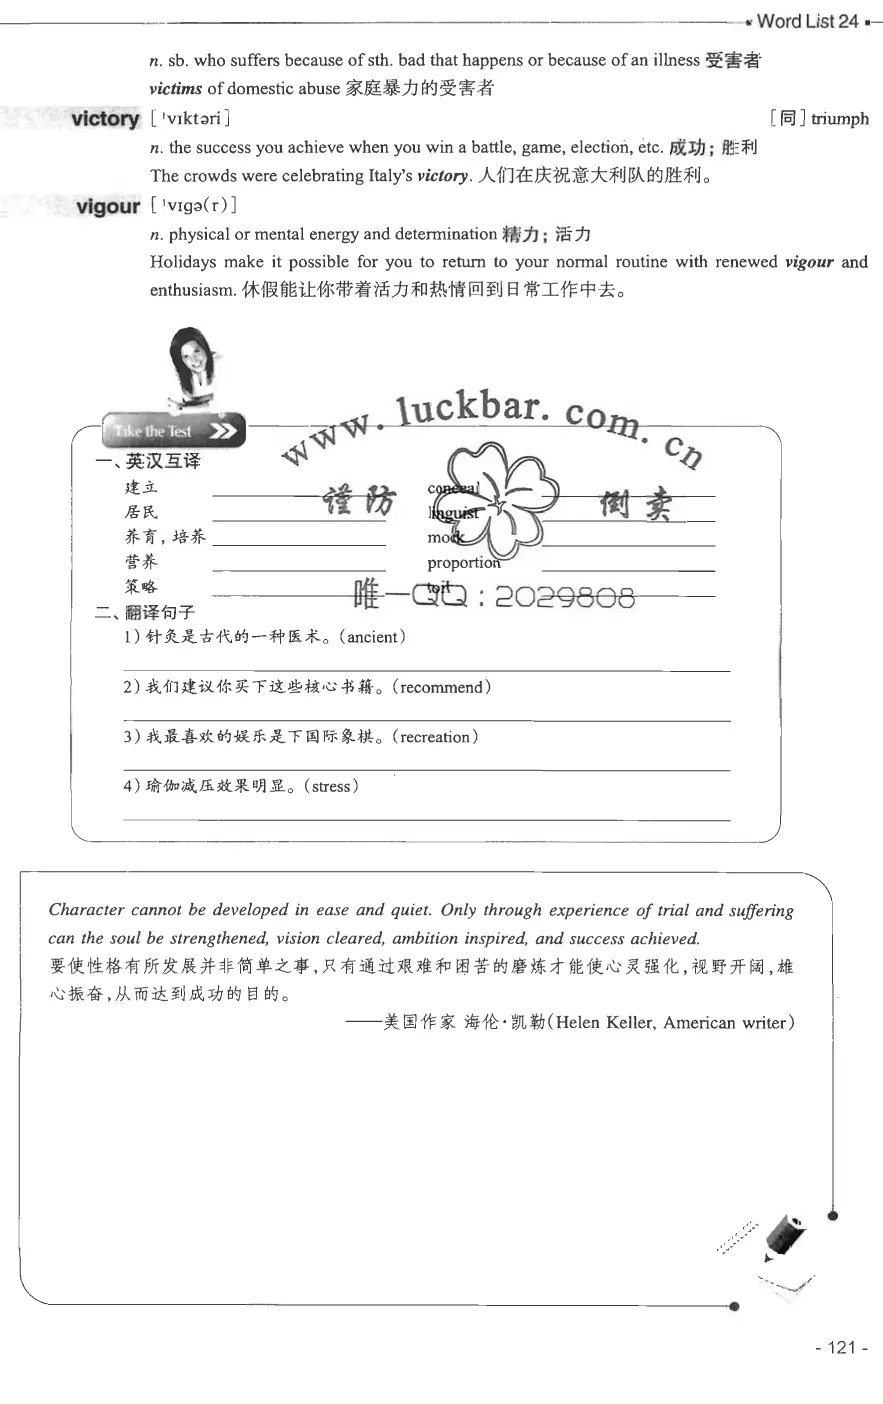 Word List 24
n. sb. who suffers because of sth. bad that happens or because of an illness 受害者
victims of domestic abuse 家庭暴力的受害者
victory [ˈvɪktəri] [同] triumph
n. the success you achieve when you win a battle, game, election, etc. 成功；胜利
The crowds were celebrating Italy's victory. 人们在庆祝意大利队的胜利。
vigour [ˈvɪgə(r)]
n. physical or mental energy and determination 精力；活力
Holidays make it possible for you to return to your normal routine with renewed vigour and
enthusiasm. 休假能让你带着活力和热情回到日常工作中去。
Take the Test
www.luckbar.com.cn
一、英汉互译
建立 conceal
谨防 倒卖
居民 linguist
养育，培养 mock
营养 proportion
策略
唯一QQ：2029808
二、翻译句子
1) 针灸是古代的一种医术。(ancient)
2) 我们建议你买下这些核心书籍。(recommend)
3) 我最喜欢的娱乐是下国际象棋。(recreation)
4) 瑜伽减压效果明显。(stress)
Character cannot be developed in ease and quiet. Only through experience of trial and suffering
can the soul be strengthened, vision cleared, ambition inspired, and success achieved.
要使性格有所发展并非简单之事，只有通过艰难和困苦的磨炼才能使心灵强化，视野开阔，雄
心振奋，从而达到成功的目的。
——美国作家 海伦·凯勒(Helen Keller, American writer)
- 121 -